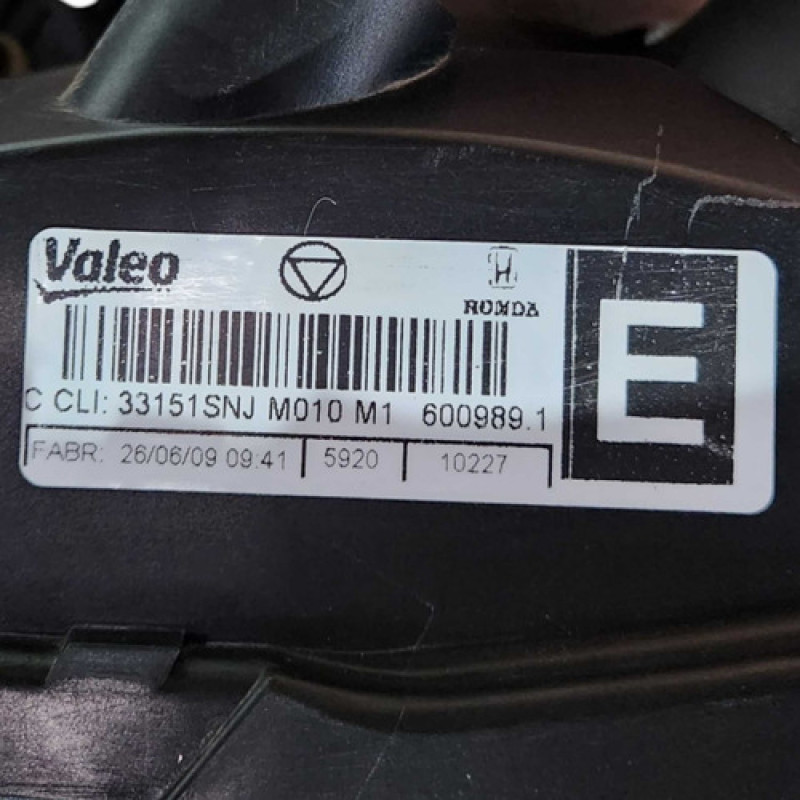 Valeo
HONDA
E
C CLI: 33151SNJ M010 M1 600989.1
FABR: 26/06/09 09:41 5920 10227